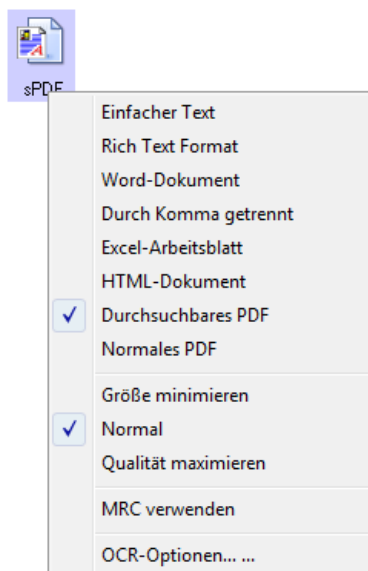 sPDF
Einfacher Text
Rich Text Format
Word-Dokument
Durch Komma getrennt
Excel-Arbeitsblatt
HTML-Dokument
Durchsuchbares PDF
Normales PDF
Größe minimieren
Normal
Qualität maximieren
MRC verwenden
OCR-Optionen... ...